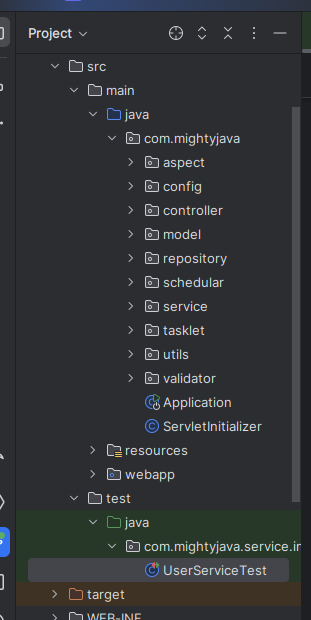 Project
src
main
java
com.mightyjava
aspect
config
controller
model
repository
schedular
service
tasklet
utils
validator
Application
ServletInitializer
resources
webapp
test
java
com.mightyjava.service.in
UserServiceTest
target
WEB-INF